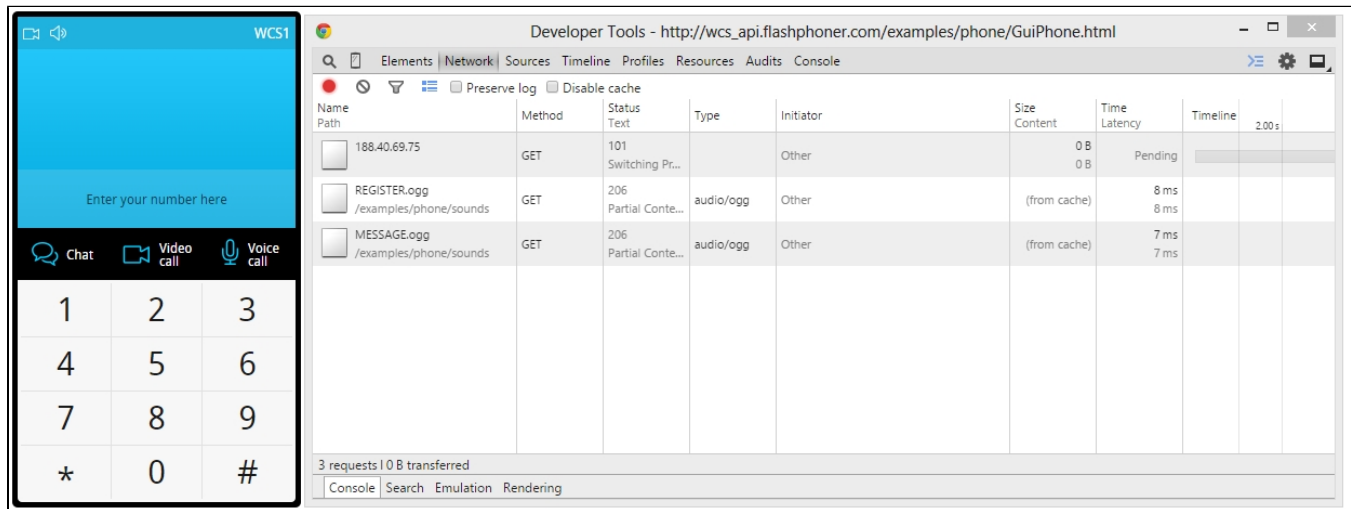 WCS1
Enter your number here
Chat
Video call
Voice call
1 2 3
4 5 6
7 8 9
* 0 #
Developer Tools - http://wcs_api.flashphoner.com/examples/phone/GuiPhone.html
Elements Network Sources Timeline Profiles Resources Audits Console
Preserve log Disable cache
Name Method Status Type Initiator Size Time Timeline
Path Text Content Latency 2.00 s
188.40.69.75 GET 101 Other 0 B Pending
Switching Pr... 0 B
REGISTER.ogg GET 206 audio/ogg Other (from cache) 8 ms
/examples/phone/sounds Partial Conte... 8 ms
MESSAGE.ogg GET 206 audio/ogg Other (from cache) 7 ms
/examples/phone/sounds Partial Conte... 7 ms
3 requests | 0 B transferred
Console Search Emulation Rendering